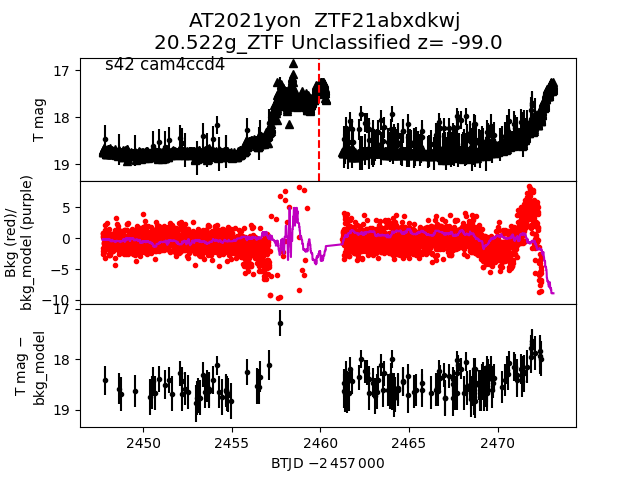 AT2021yon  ZTF21abxdkwj
20.522g_ZTF Unclassified z= -99.0
s42 cam4ccd4
17
18
19
T mag
5
0
−5
−10
Bkg (red)/
bkg_model (purple)
17
18
19
T mag −
bkg_model
2450
2455
2460
2465
2470
BTJD −2 457 000